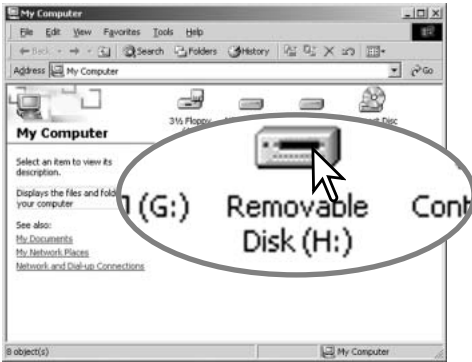 My Computer
File Edit View Favorites Tools Help
Back Search Folders History
Address My Computer Go
3½ Floppy
Disc
My Computer
Select an item to view its
description.
Displays the files and
your computer
See also:
My Documents
My Network Places
Network and Dial-up Connections
(G:) Removable
Disk (H:)
8 object(s) My Computer